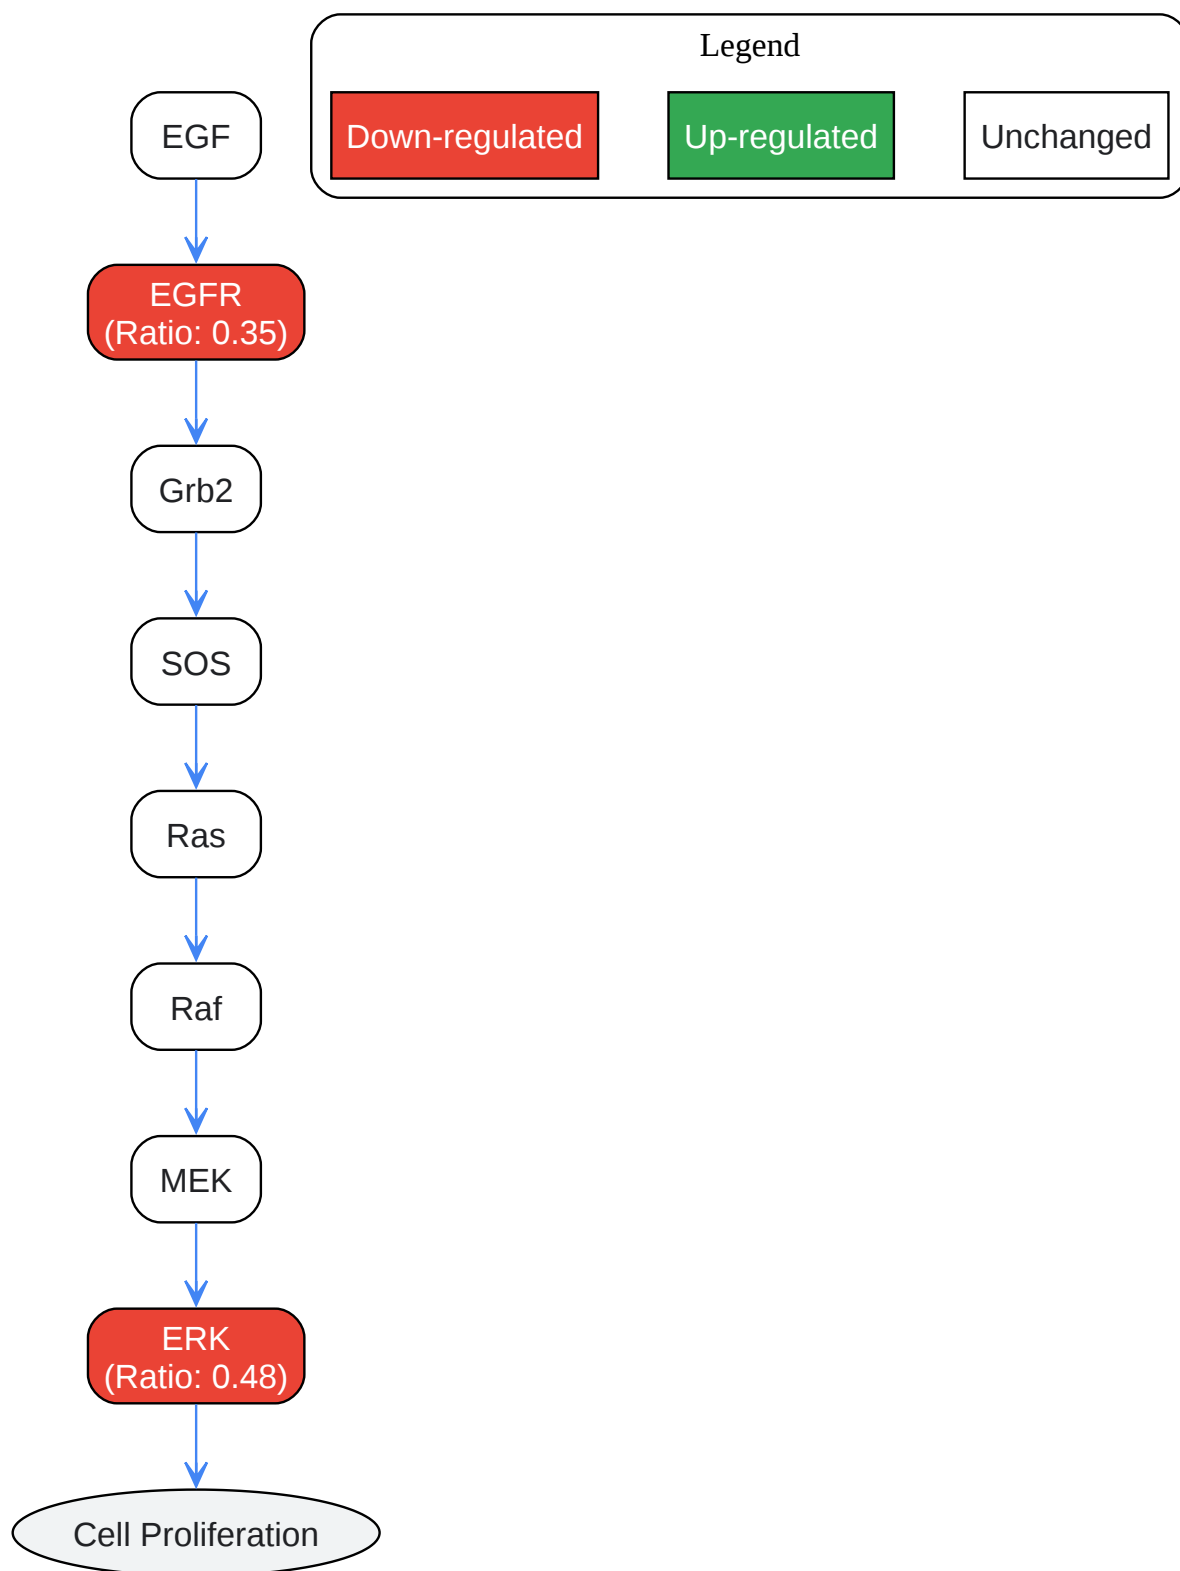 Legend
Down-regulated
Up-regulated
Unchanged
EGF
EGFR
(Ratio: 0.35)
Grb2
SOS
Ras
Raf
MEK
ERK
(Ratio: 0.48)
Cell Proliferation